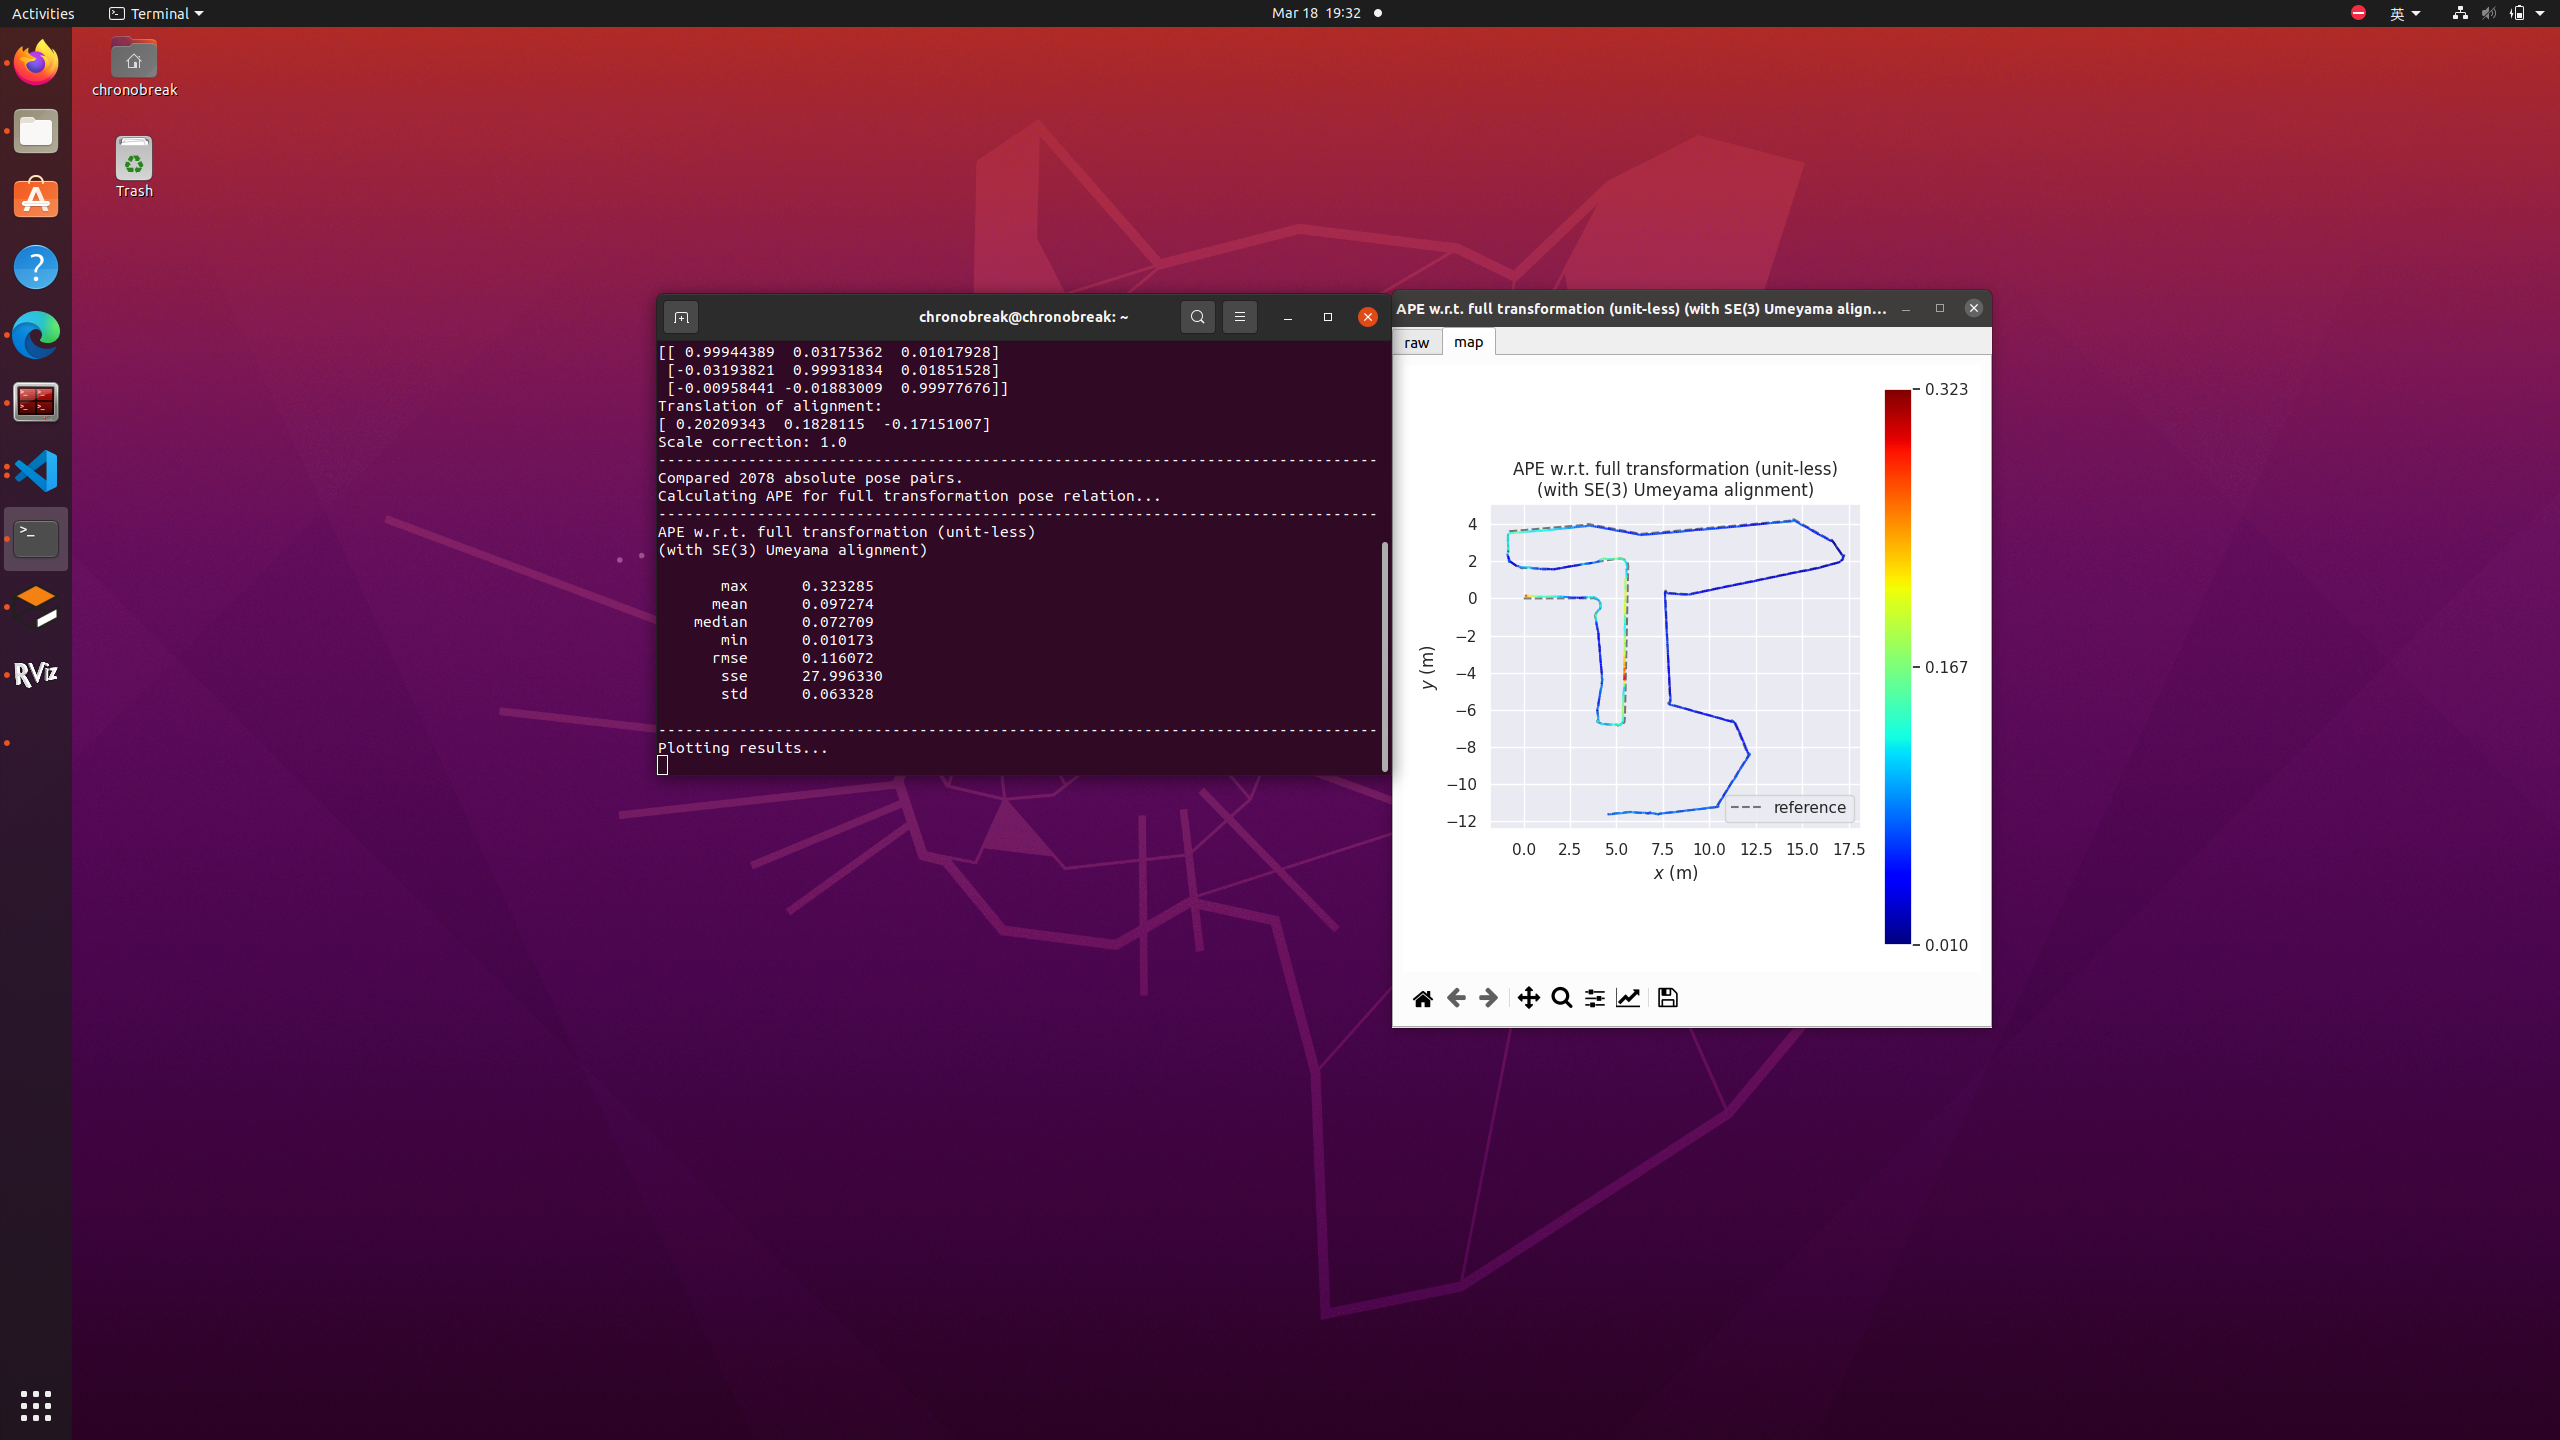 Activities
Terminal
Mar 18 19:32
英
chronobreak
Trash
RViz
chronobreak@chronobreak: ~
[[ 0.99944389  0.03175362  0.01017928]
 [-0.03193821  0.99931834  0.01851528]
 [-0.00958441 -0.01883009  0.99977676]]
Translation of alignment:
[ 0.20209343  0.1828115  -0.17151007]
Scale correction: 1.0
--------------------------------------------------------------------------------
Compared 2078 absolute pose pairs.
Calculating APE for full transformation pose relation...
--------------------------------------------------------------------------------
APE w.r.t. full transformation (unit-less)
(with SE(3) Umeyama alignment)
max 0.323285
mean 0.097274
median 0.072709
min 0.010173
rmse 0.116072
sse 27.996330
std 0.063328
--------------------------------------------------------------------------------
Plotting results...
APE w.r.t. full transformation (unit-less) (with SE(3) Umeyama align...
raw map
APE w.r.t. full transformation (unit-less)
(with SE(3) Umeyama alignment)
4
2
0
−2
−4
−6
−8
−10
−12
y (m)
0.0 2.5 5.0 7.5 10.0 12.5 15.0 17.5
x (m)
reference
0.323
0.167
0.010